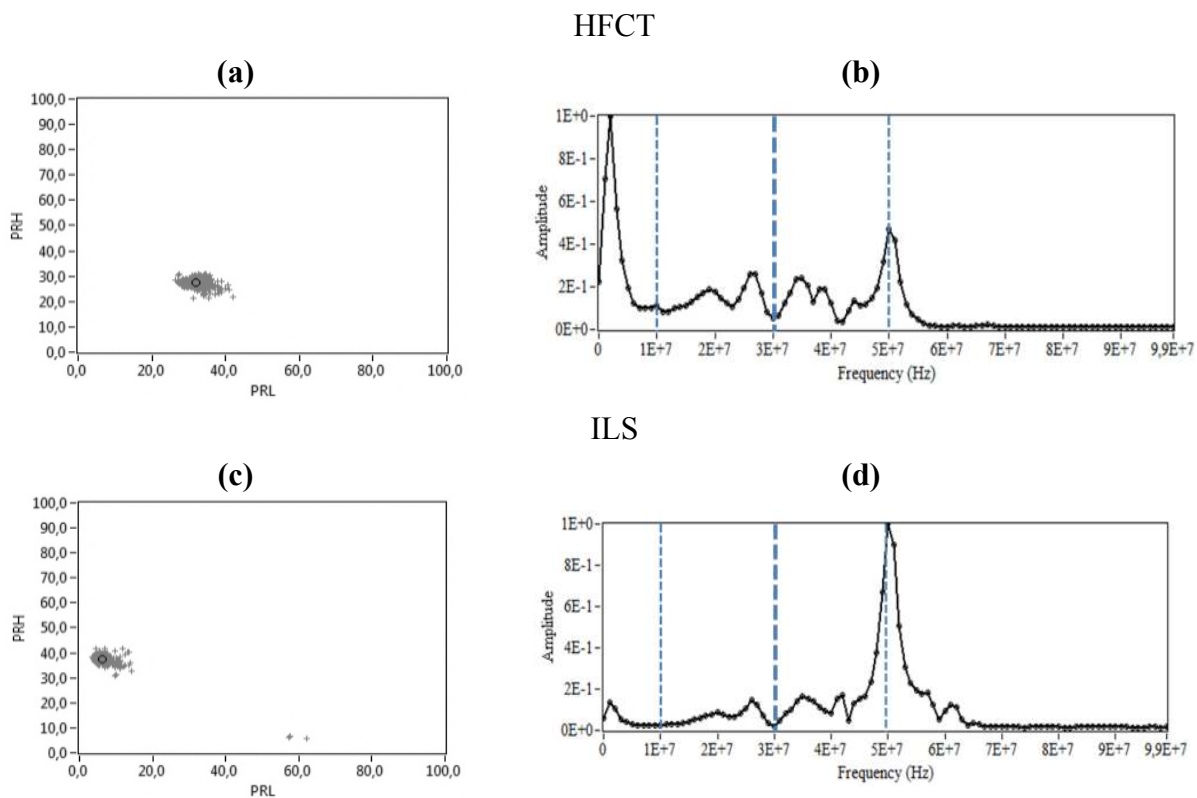 HFCT
(a)
(b)
100,0
90,0
80,0
70,0
60,0
50,0
40,0
30,0
20,0
10,0
0,0
PRH
0,0 20,0 40,0 60,0 80,0 100,0
PRL
1E+0
8E-1
6E-1
4E-1
2E-1
0E+0
Amplitude
0 1E+7 2E+7 3E+7 4E+7 5E+7 6E+7 7E+7 8E+7 9E+7 9,9E+7
Frequency (Hz)
ILS
(c)
(d)
100,0
90,0
80,0
70,0
60,0
50,0
40,0
30,0
20,0
10,0
0,0
PRH
0,0 20,0 40,0 60,0 80,0 100,0
PRL
1E+0
8E-1
6E-1
4E-1
2E-1
0E+0
Amplitude
0 1E+7 2E+7 3E+7 4E+7 5E+7 6E+7 7E+7 8E+7 9E+7 9,9E+7
Frequency (Hz)